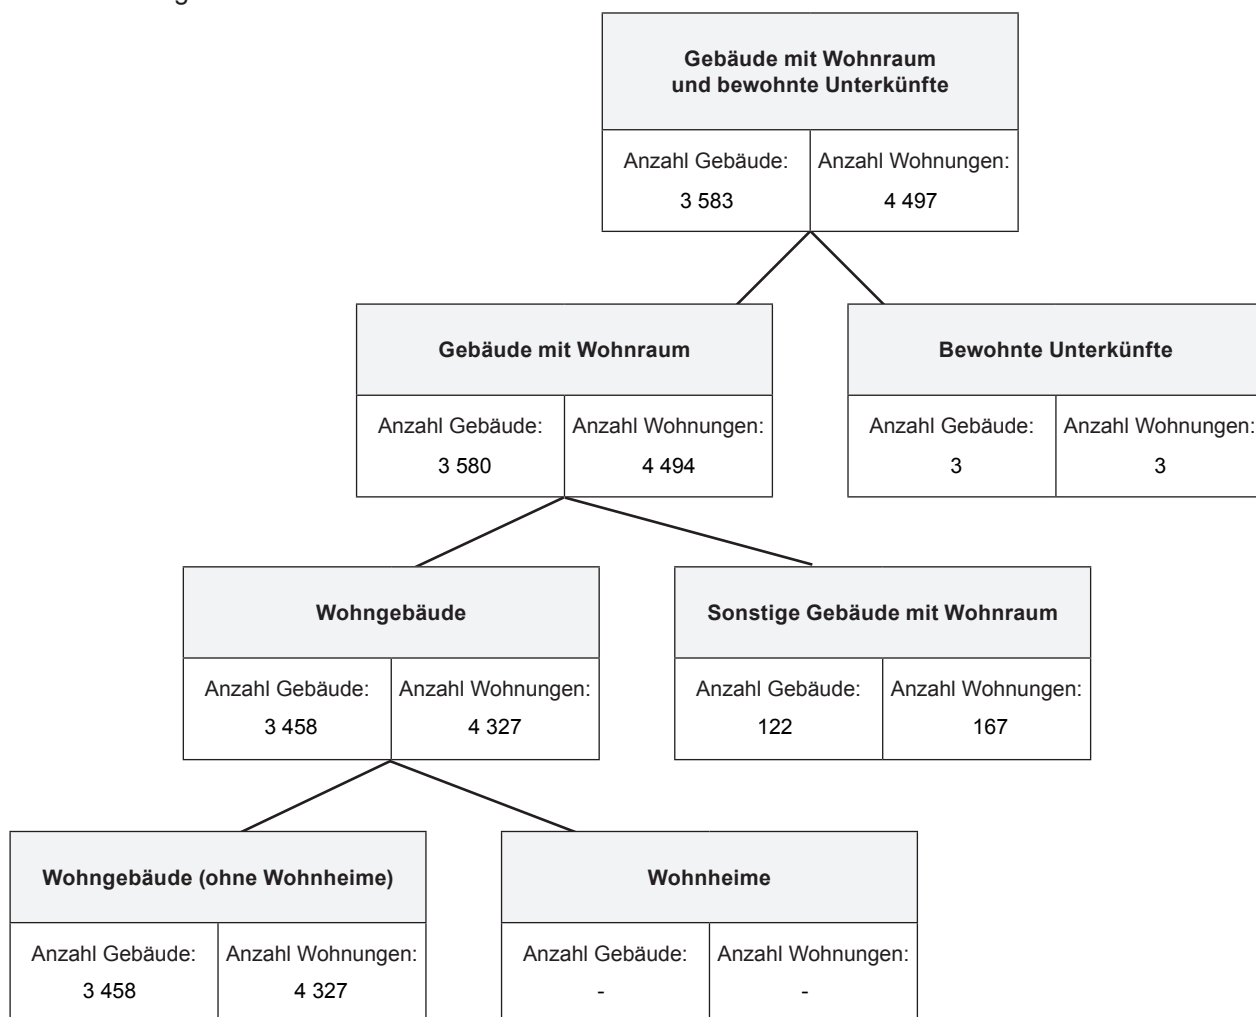 Gebäude mit Wohnraum
und bewohnte Unterkünfte
Anzahl Gebäude: Anzahl Wohnungen:
3 583 4 497
Gebäude mit Wohnraum
Anzahl Gebäude: Anzahl Wohnungen:
3 580 4 494
Bewohnte Unterkünfte
Anzahl Gebäude: Anzahl Wohnungen:
3 3
Wohngebäude
Anzahl Gebäude: Anzahl Wohnungen:
3 458 4 327
Sonstige Gebäude mit Wohnraum
Anzahl Gebäude: Anzahl Wohnungen:
122 167
Wohngebäude (ohne Wohnheime)
Anzahl Gebäude: Anzahl Wohnungen:
3 458 4 327
Wohnheime
Anzahl Gebäude: Anzahl Wohnungen:
- -